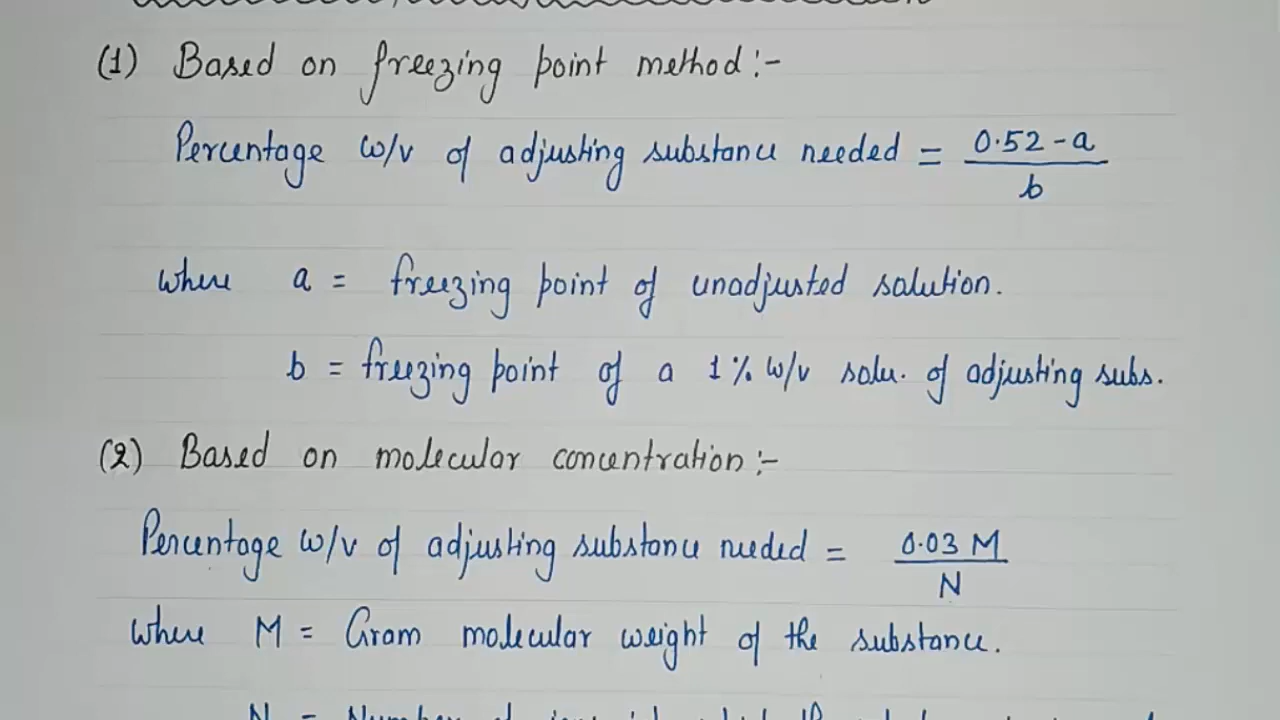 (1) Based on freezing point method :-
Percentage w/v of adjusting substance needed = 0.52 - a / b
where a = freezing point of unadjusted solution.
b = freezing point of a 1% w/v solu. of adjusting subs.
(2) Based on molecular concentration :-
Percentage w/v of adjusting substance needed = 0.03 M / N
where M = Gram molecular weight of the substance.
N = Number of